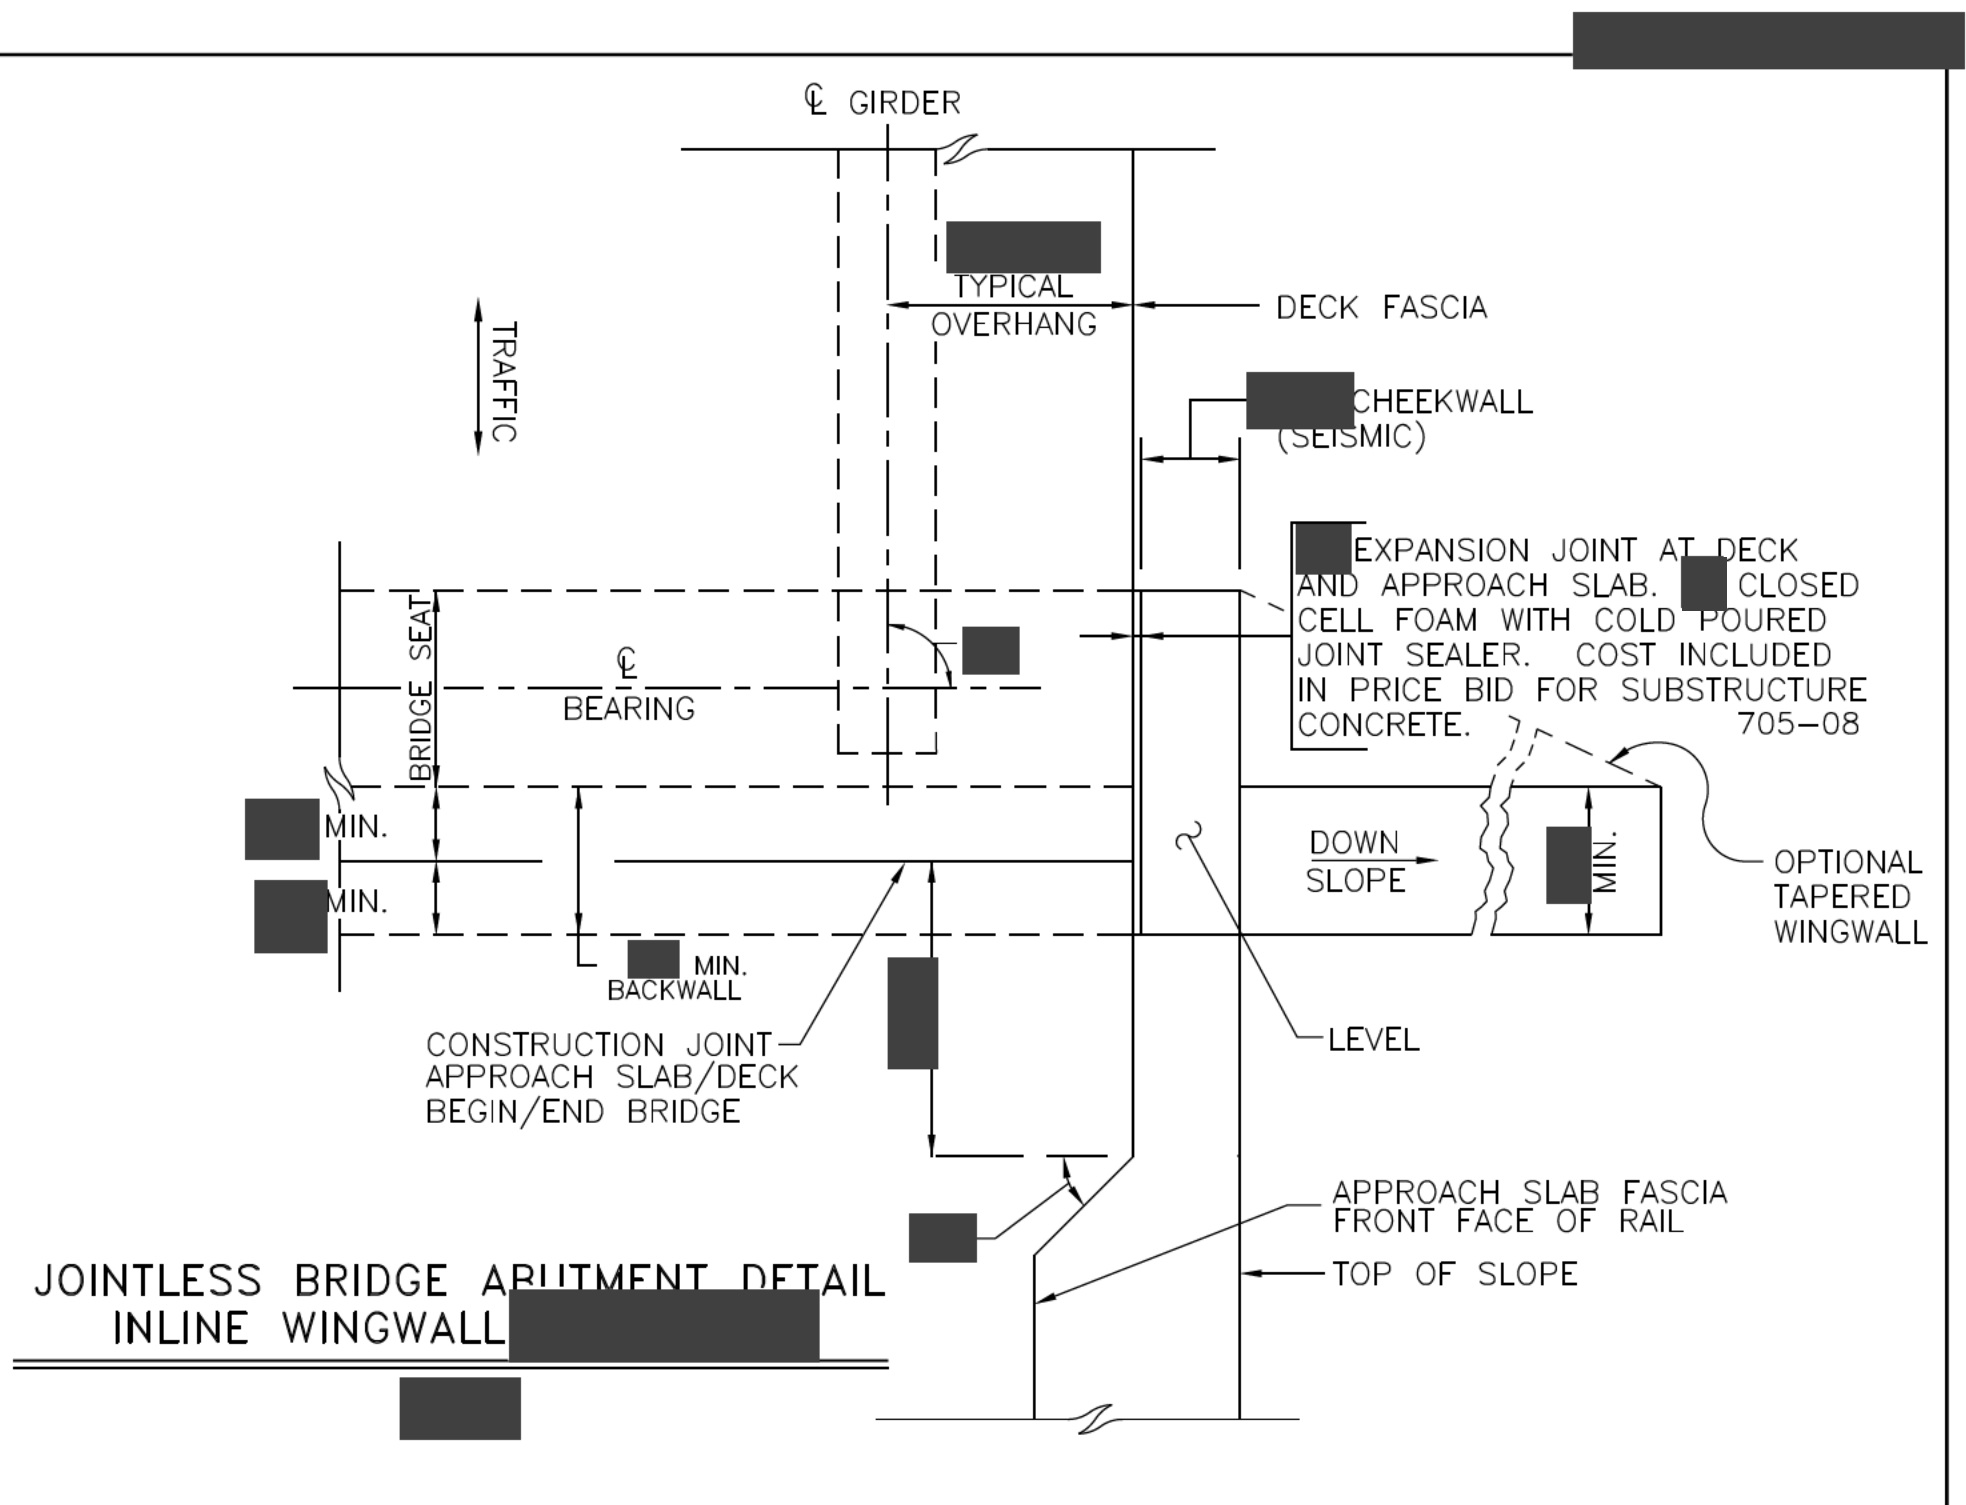 ℄ GIRDER
TYPICAL
OVERHANG
DECK FASCIA
TRAFFIC
CHEEKWALL
(SEISMIC)
EXPANSION JOINT AT DECK
AND APPROACH SLAB. CLOSED
CELL FOAM WITH COLD POURED
JOINT SEALER. COST INCLUDED
IN PRICE BID FOR SUBSTRUCTURE
CONCRETE. 705-08
BRIDGE SEAT
℄
BEARING
MIN.
MIN.
MIN.
BACKWALL
DOWN
SLOPE
MIN.
OPTIONAL
TAPERED
WINGWALL
CONSTRUCTION JOINT
APPROACH SLAB/DECK
BEGIN/END BRIDGE
LEVEL
APPROACH SLAB FASCIA
FRONT FACE OF RAIL
TOP OF SLOPE
JOINTLESS BRIDGE ABUTMENT DETAIL
INLINE WINGWALL